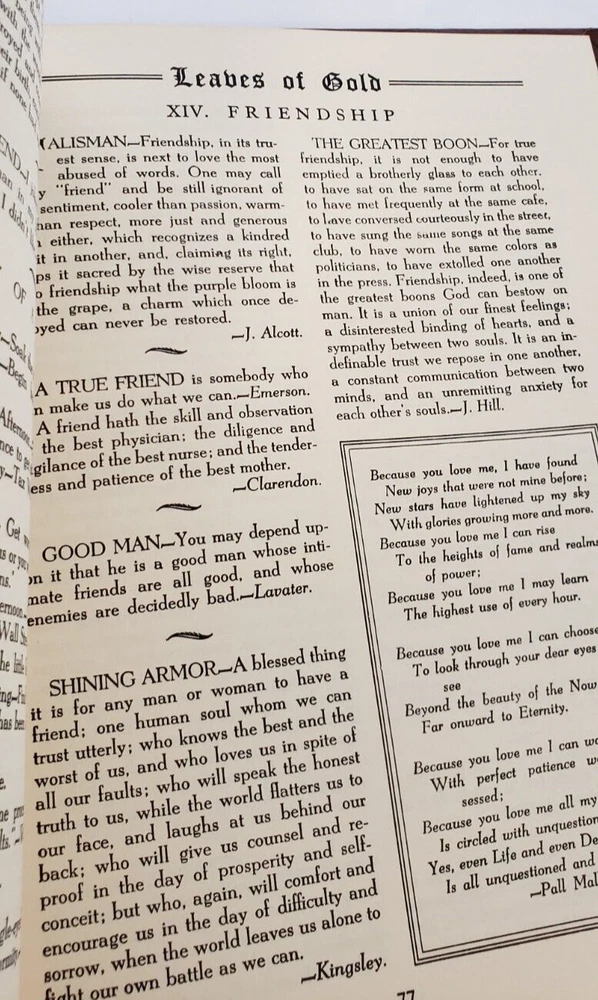 Leaves of Gold
XIV. FRIENDSHIP
ALISMAN—Friendship, in its tru-
est sense, is next to love the most
abused of words. One may call
y "friend" and be still ignorant of
sentiment, cooler than passion, warm-
han respect, more just and generous
either, which recognizes a kindred
it in another, and, claiming its right,
ps it sacred by the wise reserve that
o friendship what the purple bloom is
the grape, a charm which once de-
oyed can never be restored.
—J. Alcott.
A TRUE FRIEND is somebody who
n make us do what we can.—Emerson.
A friend hath the skill and observation
the best physician; the diligence and
gilance of the best nurse; and the tender-
ess and patience of the best mother.
—Clarendon.
GOOD MAN—You may depend up-
on it that he is a good man whose inti-
mate friends are all good, and whose
enemies are decidedly bad.—Lavater.
SHINING ARMOR—A blessed thing
it is for any man or woman to have a
friend; one human soul whom we can
trust utterly; who knows the best and the
worst of us, and who loves us in spite of
all our faults; who will speak the honest
truth to us, while the world flatters us to
our face, and laughs at us behind our
back; who will give us counsel and re-
proof in the day of prosperity and self-
conceit; but who, again, will comfort and
encourage us in the day of difficulty and
sorrow, when the world leaves us alone to
fight our own battle as we can.
—Kingsley.
THE GREATEST BOON—For true
friendship, it is not enough to have
emptied a brotherly glass to each other,
to have sat on the same form at school,
to have met frequently at the same cafe,
to have conversed courteously in the street,
to have sung the same songs at the same
club, to have worn the same colors as
politicians, to have extolled one another
in the press. Friendship, indeed, is one of
the greatest boons God can bestow on
man. It is a union of our finest feelings;
a disinterested binding of hearts, and a
sympathy between two souls. It is an in-
definable trust we repose in one another,
a constant communication between two
minds, and an unremitting anxiety for
each other's souls.—J. Hill.
Because you love me, I have found
New joys that were not mine before;
New stars have lightened up my sky
With glories growing more and more.
Because you love me I can rise
To the heights of fame and realms
of power;
Because you love me I may learn
The highest use of every hour.
Because you love me I can choose
To look through your dear eyes
see
Beyond the beauty of the Now
Far onward to Eternity.
Because you love me I can wa
With perfect patience w
sessed;
Because you love me all my
Is circled with unquestion
Yes, even Life and even De
Is all unquestioned and
—Pall Mal
77